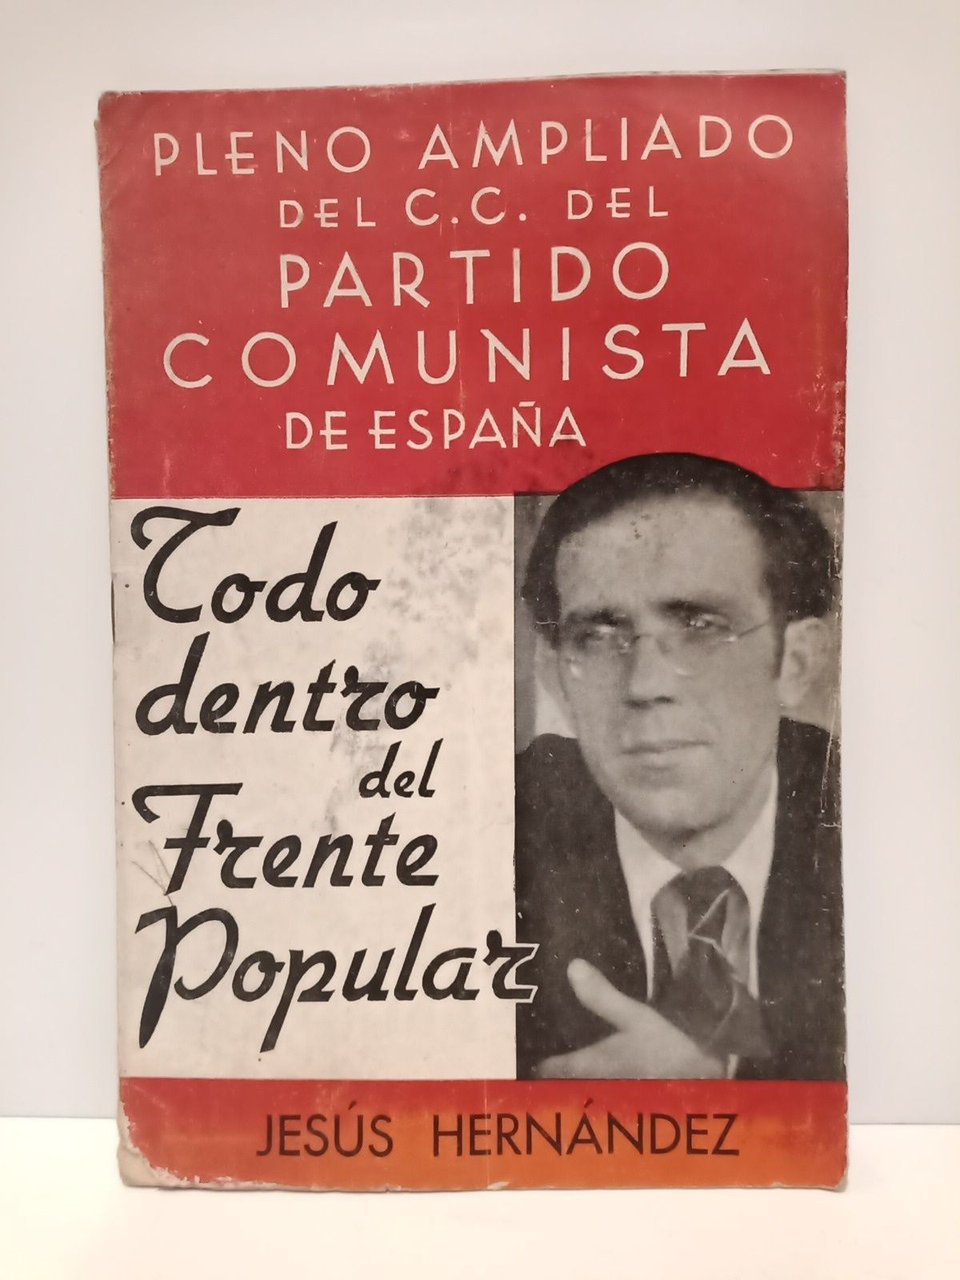 PLENO AMPLIADO
DEL C.C. DEL
PARTIDO
COMUNISTA
DE ESPAÑA
Todo
dentro
del
Frente
Popular
JESÚS HERNÁNDEZ